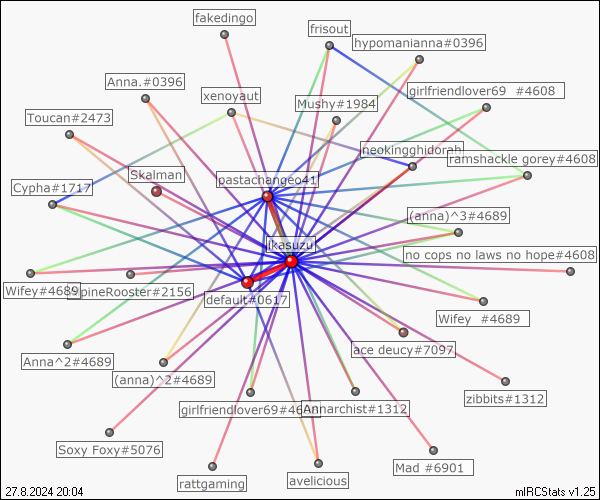 fakedingo
frisout
hypomanianna#0396
Anna.#0396
girlfriendlover69 #4608
xenoyaut
Mushy#1984
Toucan#2473
neokingghidorah
ramshackle gorey#4608
Skalman
pastachangeo41
Cypha#1717
(anna)^3#4689
jkasuzu
no cops no laws no hope#4608
Wifey#4689
pineRooster#2156
default#0617
Wifey #4689
ace deucy#7097
Anna^2#4689
(anna)^2#4689
zibbits#1312
girlfriendlover69#46
Annarchist#1312
Soxy Foxy#5076
Mad #6901
rattgaming
avelicious
27.8.2024 20:04
mIRCStats v1.25